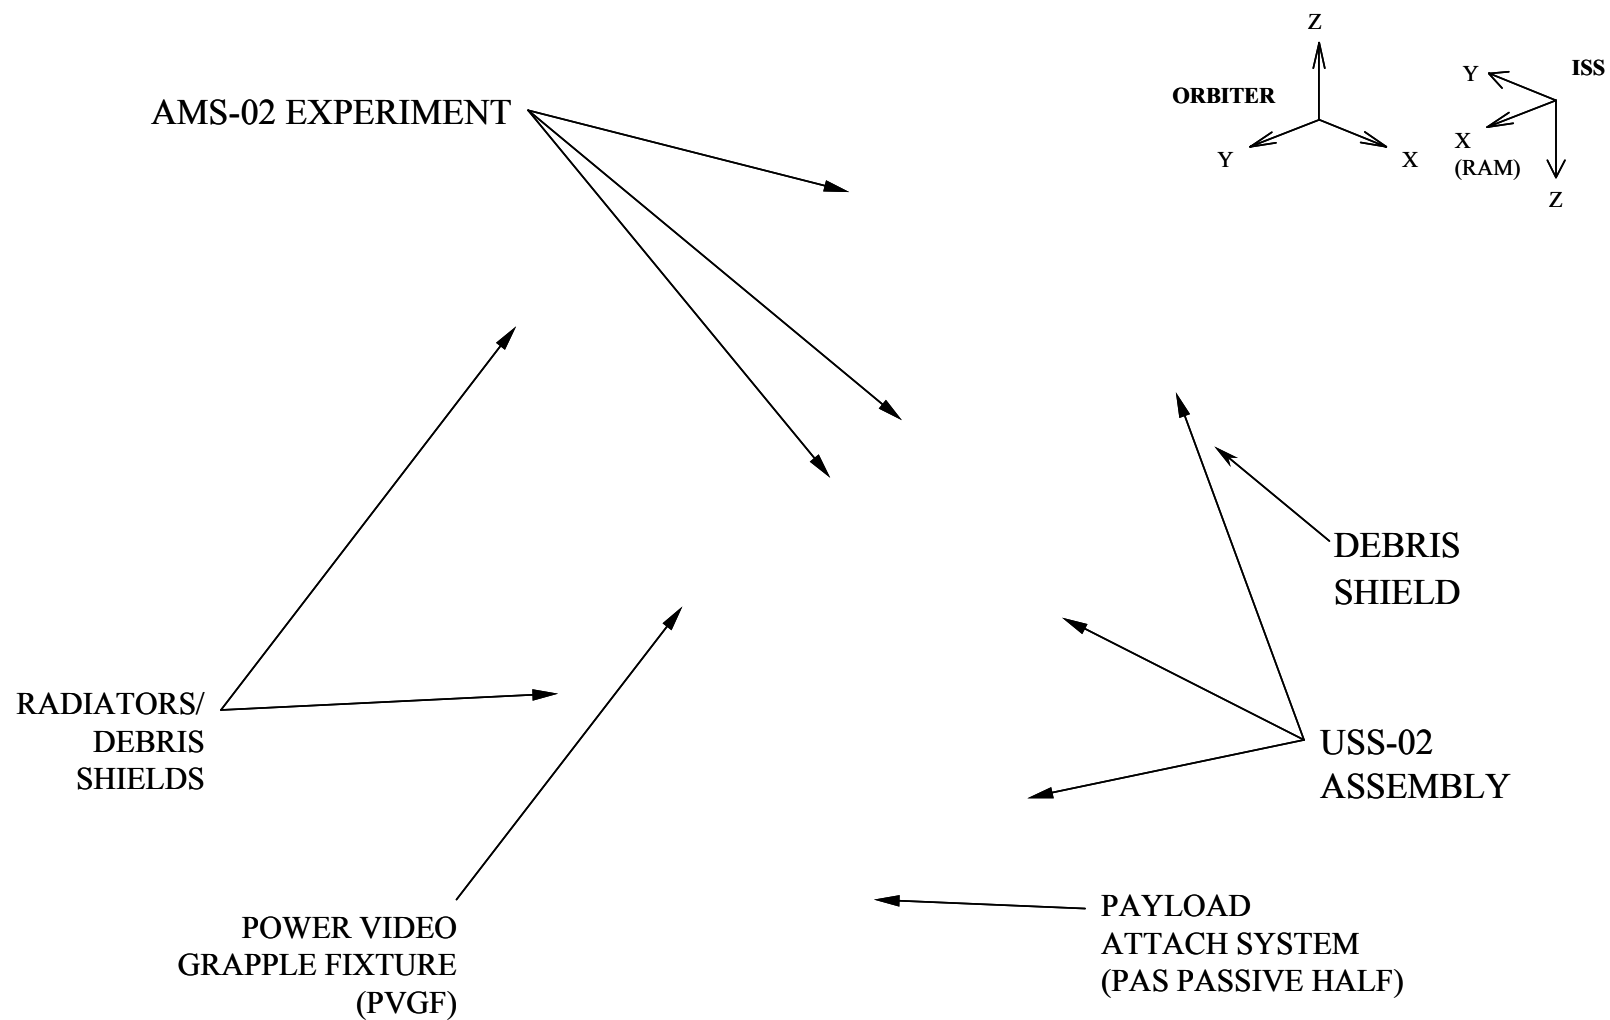 Z
Y
ISS
ORBITER
AMS-02 EXPERIMENT
X
(RAM)
Y
X
Z
DEBRIS
SHIELD
RADIATORS/
DEBRIS
SHIELDS
USS-02
ASSEMBLY
POWER VIDEO
GRAPPLE FIXTURE
(PVGF)
PAYLOAD
ATTACH SYSTEM
(PAS PASSIVE HALF)